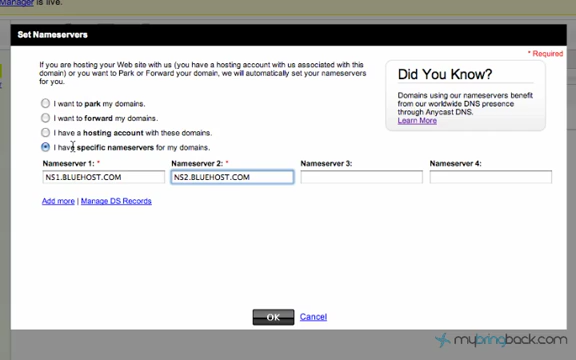 Manager is live.
Set Nameservers
* Required
If you are hosting your Web site with us (you have a hosting account with us associated with this
domain) or you want to Park or Forward your domain, we will automatically set your nameservers
for you.
I want to park my domains.
I want to forward my domains.
I have a hosting account with these domains.
I have specific nameservers for my domains.
Did You Know?
Domains using our nameservers benefit
from our worldwide DNS presence
through Anycast DNS.
Learn More
Nameserver 1: * Nameserver 2: * Nameserver 3: Nameserver 4:
NS1.BLUEHOST.COM NS2.BLUEHOST.COM
Add more | Manage DS Records
OK Cancel
mypringback.com